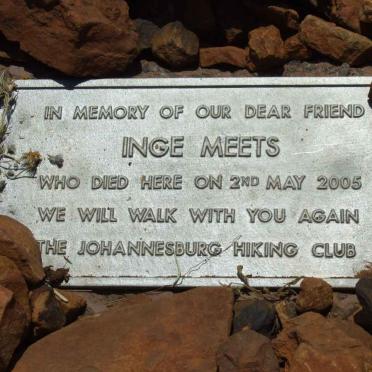 IN MEMORY OF OUR DEAR FRIEND
INGE MEETS
WHO DIED HERE ON 2ND MAY 2005
WE WILL WALK WITH YOU AGAIN
THE JOHANNESBURG HIKING CLUB